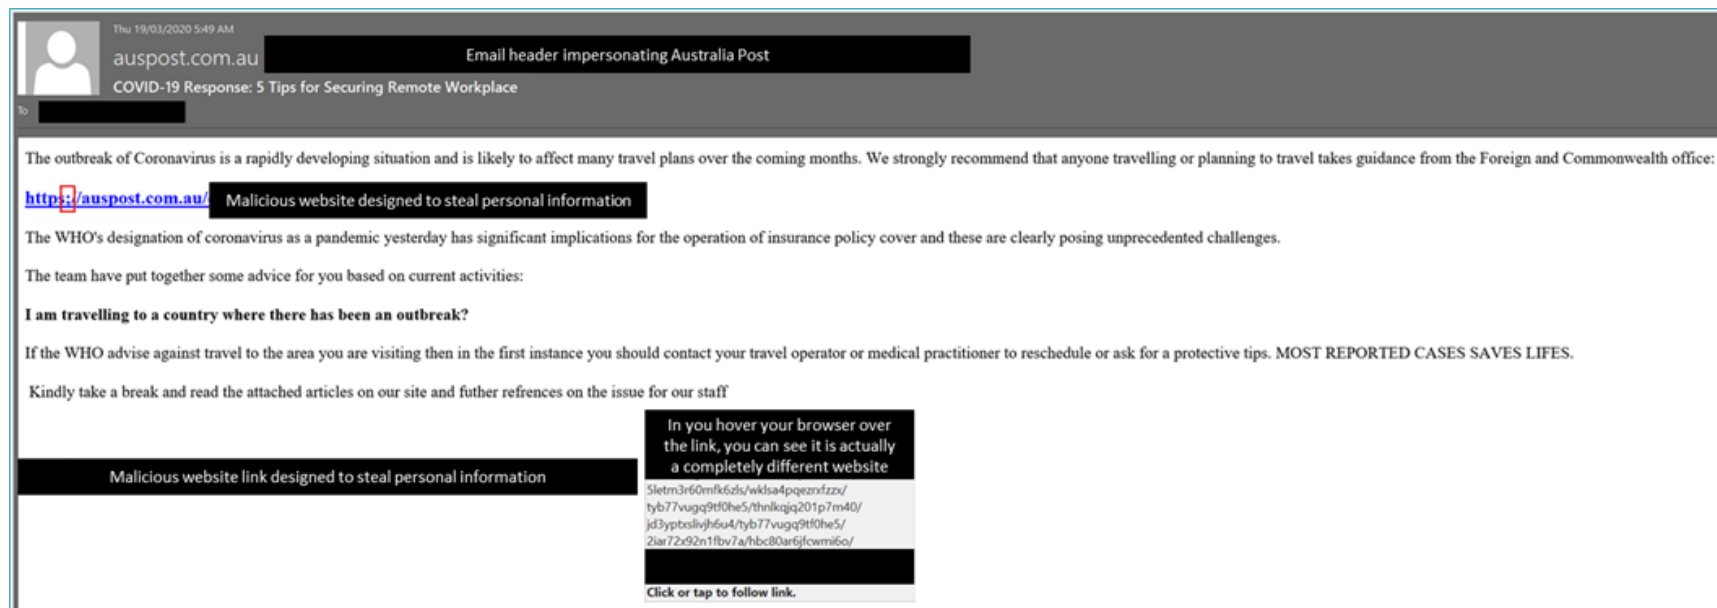 Thu 19/03/2020 5:49 AM
auspost.com.au Email header impersonating Australia Post
COVID-19 Response: 5 Tips for Securing Remote Workplace
To
The outbreak of Coronavirus is a rapidly developing situation and is likely to affect many travel plans over the coming months. We strongly recommend that anyone travelling or planning to travel takes guidance from the Foreign and Commonwealth office:
https;//auspost.com.au/ Malicious website designed to steal personal information
The WHO's designation of coronavirus as a pandemic yesterday has significant implications for the operation of insurance policy cover and these are clearly posing unprecedented challenges.
The team have put together some advice for you based on current activities:
I am travelling to a country where there has been an outbreak?
If the WHO advise against travel to the area you are visiting then in the first instance you should contact your travel operator or medical practitioner to reschedule or ask for a protective tips. MOST REPORTED CASES SAVES LIFES.
Kindly take a break and read the attached articles on our site and futher refrences on the issue for our staff
Malicious website link designed to steal personal information
In you hover your browser over
the link, you can see it is actually
a completely different website
5letm3r60mfk6zls/wklsa4pqezrxfzzx/
tyb77vugq9tf0he5/thnlkqjq201p7m40/
jd3yptxslivjh6u4/tyb77vugq9tf0he5/
2iar72x92n1fbv7a/hbc80ar6jfcwmi6o/
Click or tap to follow link.